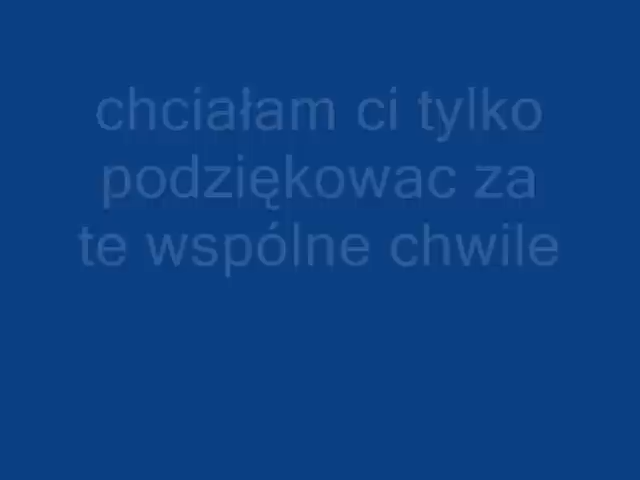 chciałam ci tylko
podziękowac za
te wspólne chwile